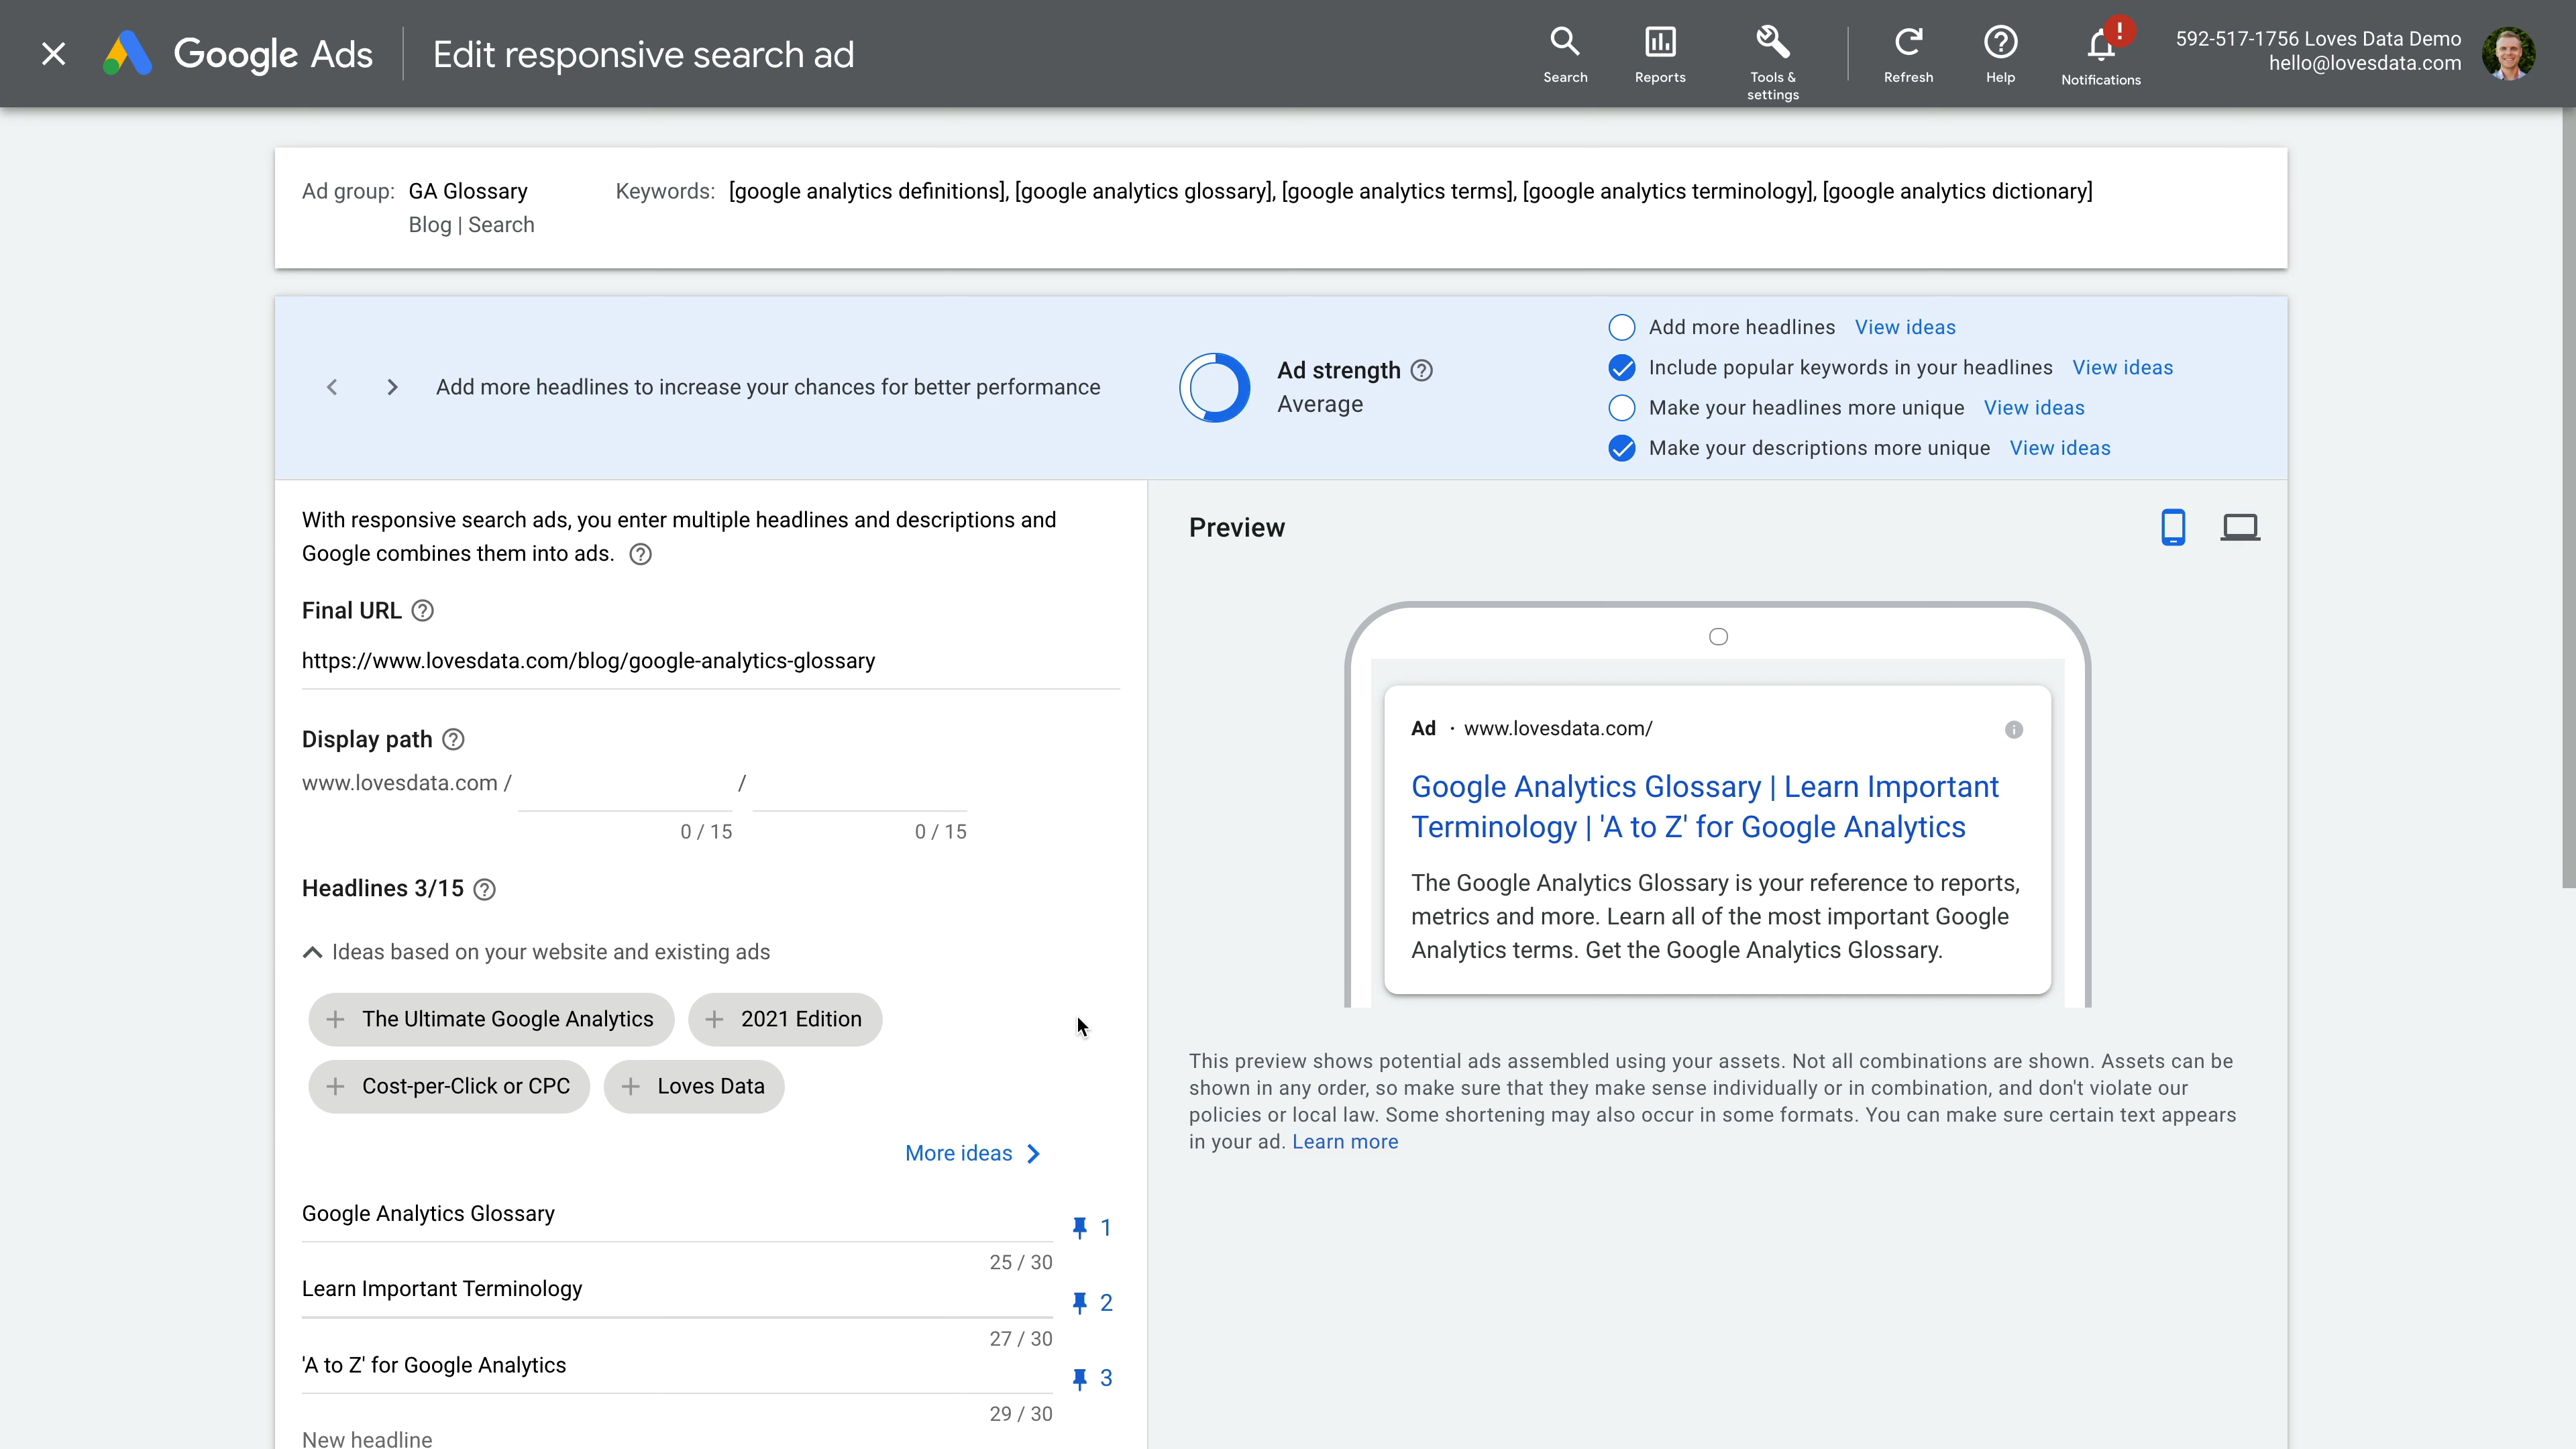 Google Ads
Edit responsive search ad
Search
Reports
Tools &
settings
Refresh
Help
!
Notifications
592-517-1756 Loves Data Demo
hello@lovesdata.com
Ad group: GA Glossary
Blog | Search
Keywords: [google analytics definitions], [google analytics glossary], [google analytics terms], [google analytics terminology], [google analytics dictionary]
Add more headlines to increase your chances for better performance
Ad strength ?
Average
Add more headlines View ideas
Include popular keywords in your headlines View ideas
Make your headlines more unique View ideas
Make your descriptions more unique View ideas
With responsive search ads, you enter multiple headlines and descriptions and
Google combines them into ads. ?
Final URL ?
https://www.lovesdata.com/blog/google-analytics-glossary
Display path ?
www.lovesdata.com / /
0 / 15 0 / 15
Headlines 3/15 ?
Ideas based on your website and existing ads
+ The Ultimate Google Analytics + 2021 Edition
+ Cost-per-Click or CPC + Loves Data
More ideas
Google Analytics Glossary 1
25 / 30
Learn Important Terminology 2
27 / 30
'A to Z' for Google Analytics 3
29 / 30
New headline
Preview
Ad · www.lovesdata.com/
Google Analytics Glossary | Learn Important
Terminology | 'A to Z' for Google Analytics
The Google Analytics Glossary is your reference to reports,
metrics and more. Learn all of the most important Google
Analytics terms. Get the Google Analytics Glossary.
This preview shows potential ads assembled using your assets. Not all combinations are shown. Assets can be
shown in any order, so make sure that they make sense individually or in combination, and don't violate our
policies or local law. Some shortening may also occur in some formats. You can make sure certain text appears
in your ad. Learn more